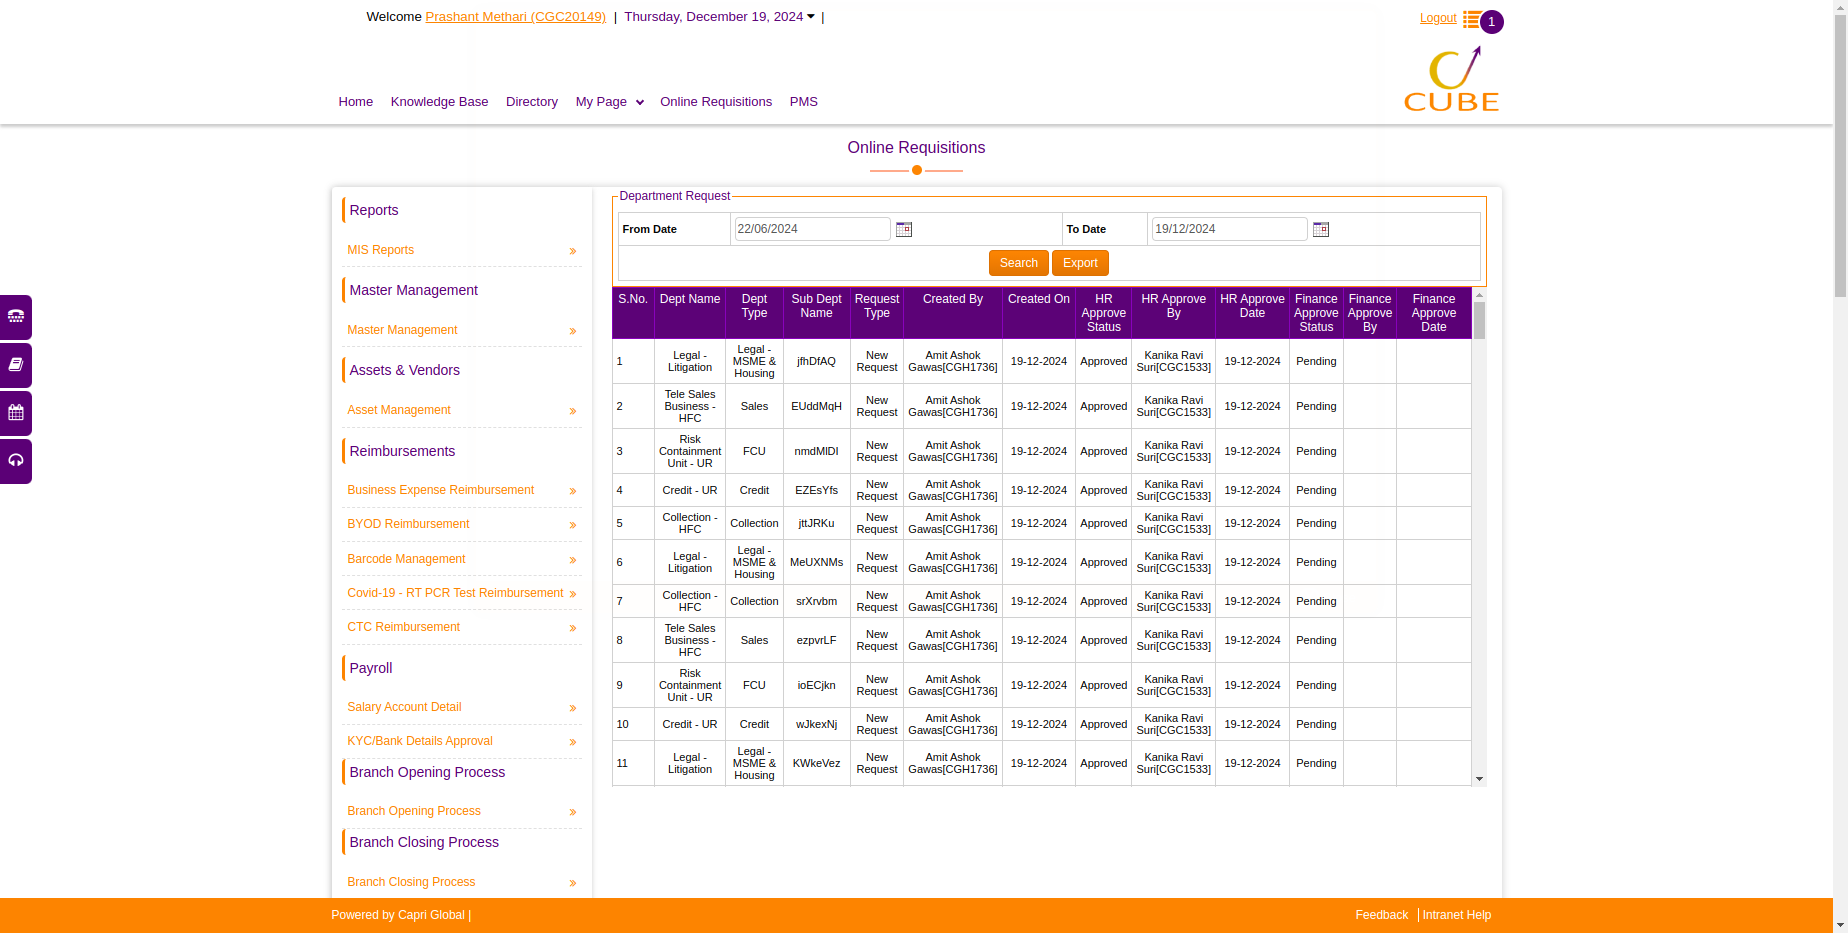 Welcome Prashant Methari (CGC20149) | Thursday, December 19, 2024 |
Logout 1
CUBE
Home Knowledge Base Directory My Page Online Requisitions PMS
Online Requisitions
Reports
MIS Reports
Master Management
Master Management
Assets & Vendors
Asset Management
Reimbursements
Business Expense Reimbursement
BYOD Reimbursement
Barcode Management
Covid-19 - RT PCR Test Reimbursement
CTC Reimbursement
Payroll
Salary Account Detail
KYC/Bank Details Approval
Branch Opening Process
Branch Opening Process
Branch Closing Process
Branch Closing Process
Department Request
From Date 22/06/2024 To Date 19/12/2024
Search Export
S.No. Dept Name Dept Type Sub Dept Name Request Type Created By Created On HR Approve Status HR Approve By HR Approve Date Finance Approve Status Finance Approve By Finance Approve Date
1 Legal - Litigation Legal - MSME & Housing jfhDfAQ New Request Amit Ashok Gawas[CGH1736] 19-12-2024 Approved Kanika Ravi Suri[CGC1533] 19-12-2024 Pending
2 Tele Sales Business - HFC Sales EUddMqH New Request Amit Ashok Gawas[CGH1736] 19-12-2024 Approved Kanika Ravi Suri[CGC1533] 19-12-2024 Pending
3 Risk Containment Unit - UR FCU nmdMlDI New Request Amit Ashok Gawas[CGH1736] 19-12-2024 Approved Kanika Ravi Suri[CGC1533] 19-12-2024 Pending
4 Credit - UR Credit EZEsYfs New Request Amit Ashok Gawas[CGH1736] 19-12-2024 Approved Kanika Ravi Suri[CGC1533] 19-12-2024 Pending
5 Collection - HFC Collection jttJRKu New Request Amit Ashok Gawas[CGH1736] 19-12-2024 Approved Kanika Ravi Suri[CGC1533] 19-12-2024 Pending
6 Legal - Litigation Legal - MSME & Housing MeUXNMs New Request Amit Ashok Gawas[CGH1736] 19-12-2024 Approved Kanika Ravi Suri[CGC1533] 19-12-2024 Pending
7 Collection - HFC Collection srXrvbm New Request Amit Ashok Gawas[CGH1736] 19-12-2024 Approved Kanika Ravi Suri[CGC1533] 19-12-2024 Pending
8 Tele Sales Business - HFC Sales ezpvrLF New Request Amit Ashok Gawas[CGH1736] 19-12-2024 Approved Kanika Ravi Suri[CGC1533] 19-12-2024 Pending
9 Risk Containment Unit - UR FCU ioECjkn New Request Amit Ashok Gawas[CGH1736] 19-12-2024 Approved Kanika Ravi Suri[CGC1533] 19-12-2024 Pending
10 Credit - UR Credit wJkexNj New Request Amit Ashok Gawas[CGH1736] 19-12-2024 Approved Kanika Ravi Suri[CGC1533] 19-12-2024 Pending
11 Legal - Litigation Legal - MSME & Housing KWkeVez New Request Amit Ashok Gawas[CGH1736] 19-12-2024 Approved Kanika Ravi Suri[CGC1533] 19-12-2024 Pending
Powered by Capri Global |
Feedback | Intranet Help